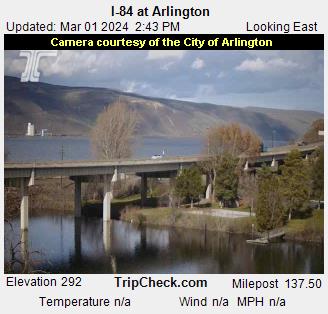 I-84 at Arlington
Updated: Mar 01 2024 2:43 PM Looking East
Camera courtesy of the City of Arlington
Elevation 292 TripCheck.com Milepost 137.50
Temperature n/a Wind n/a MPH n/a